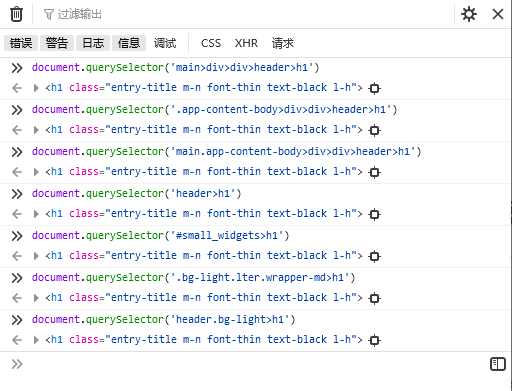 过滤输出
错误 警告 日志 信息 调试 CSS XHR 请求
document.querySelector('main>div>div>header>h1')
<h1 class="entry-title m-n font-thin text-black l-h">
document.querySelector('.app-content-body>div>div>header>h1')
<h1 class="entry-title m-n font-thin text-black l-h">
document.querySelector('main.app-content-body>div>div>header>h1')
<h1 class="entry-title m-n font-thin text-black l-h">
document.querySelector('header>h1')
<h1 class="entry-title m-n font-thin text-black l-h">
document.querySelector('#small_widgets>h1')
<h1 class="entry-title m-n font-thin text-black l-h">
document.querySelector('.bg-light.lter.wrapper-md>h1')
<h1 class="entry-title m-n font-thin text-black l-h">
document.querySelector('header.bg-light>h1')
<h1 class="entry-title m-n font-thin text-black l-h">